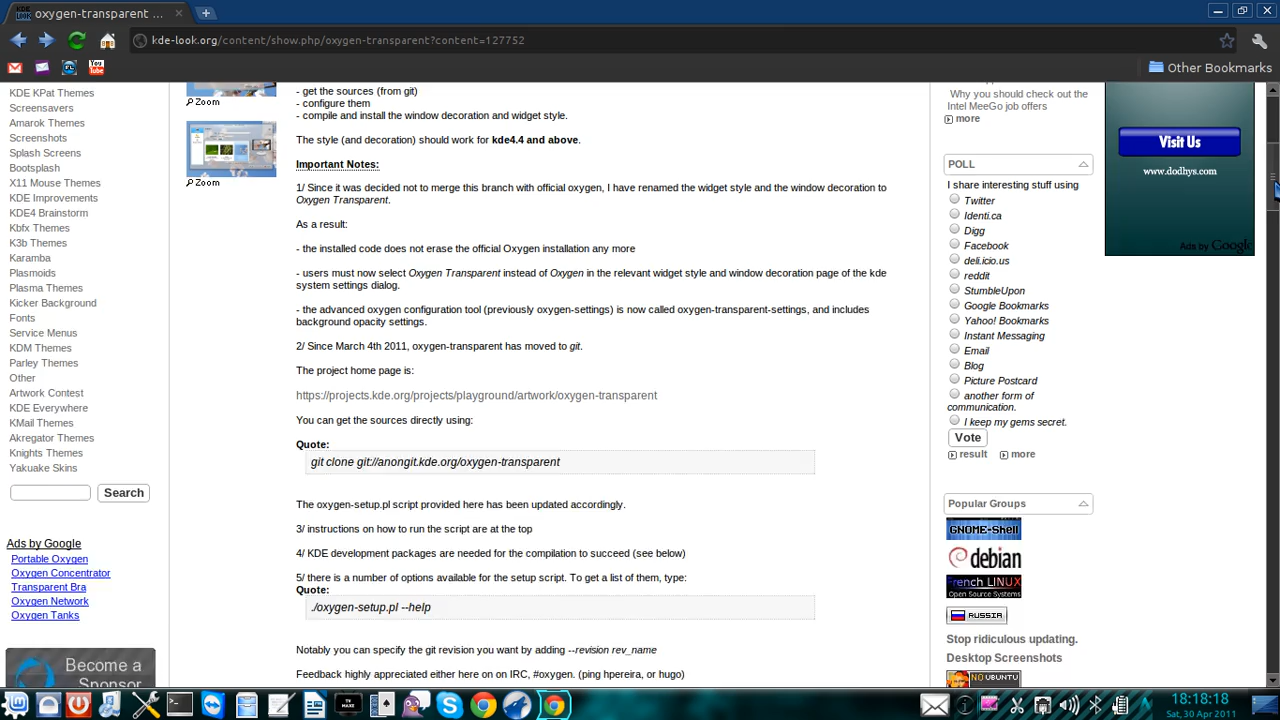 KDE LOOK oxygen-transparent ...
kde-look.org/content/show.php/oxygen-transparent?content=127752
Other Bookmarks
KDE KPat Themes
Screensavers
Amarok Themes
Screenshots
Splash Screens
Bootsplash
X11 Mouse Themes
KDE Improvements
KDE4 Brainstorm
Kbfx Themes
K3b Themes
Karamba
Plasmoids
Plasma Themes
Kicker Background
Fonts
Service Menus
KDM Themes
Parley Themes
Other
Artwork Contest
KDE Everywhere
KMail Themes
Akregator Themes
Knights Themes
Yakuake Skins
Search
Ads by Google
Portable Oxygen
Oxygen Concentrator
Transparent Bra
Oxygen Network
Oxygen Tanks
Become a
Sponsor
Zoom
Zoom
- get the sources (from git)
- configure them
- compile and install the window decoration and widget style.
The style (and decoration) should work for kde4.4 and above.
Important Notes:
1/ Since it was decided not to merge this branch with official oxygen, I have renamed the widget style and the window decoration to
Oxygen Transparent.
As a result:
- the installed code does not erase the official Oxygen installation any more
- users must now select Oxygen Transparent instead of Oxygen in the relevant widget style and window decoration page of the kde
system settings dialog.
- the advanced oxygen configuration tool (previously oxygen-settings) is now called oxygen-transparent-settings, and includes
background opacity settings.
2/ Since March 4th 2011, oxygen-transparent has moved to git.
The project home page is:
https://projects.kde.org/projects/playground/artwork/oxygen-transparent
You can get the sources directly using:
Quote:
git clone git://anongit.kde.org/oxygen-transparent
The oxygen-setup.pl script provided here has been updated accordingly.
3/ instructions on how to run the script are at the top
4/ KDE development packages are needed for the compilation to succeed (see below)
5/ there is a number of options available for the setup script. To get a list of them, type:
Quote:
./oxygen-setup.pl --help
Notably you can specify the git revision you want by adding --revision rev_name
Feedback highly appreciated either here on on IRC, #oxygen. (ping hpereira, or hugo)
Why you should check out the
Intel MeeGo job offers
more
POLL
I share interesting stuff using
Twitter
Identi.ca
Digg
Facebook
deli.icio.us
reddit
StumbleUpon
Google Bookmarks
Yahoo! Bookmarks
Instant Messaging
Email
Blog
Picture Postcard
another form of
communication.
I keep my gems secret.
Vote
result more
Popular Groups
GNOME-Shell
debian
French LINUX
Open Source Systems
RUSSIA
Stop ridiculous updating.
Desktop Screenshots
NO UBUNTU
Visit Us
www.dodhys.com
Ads by Google
18:18:18
Sat, 30 Apr 2011